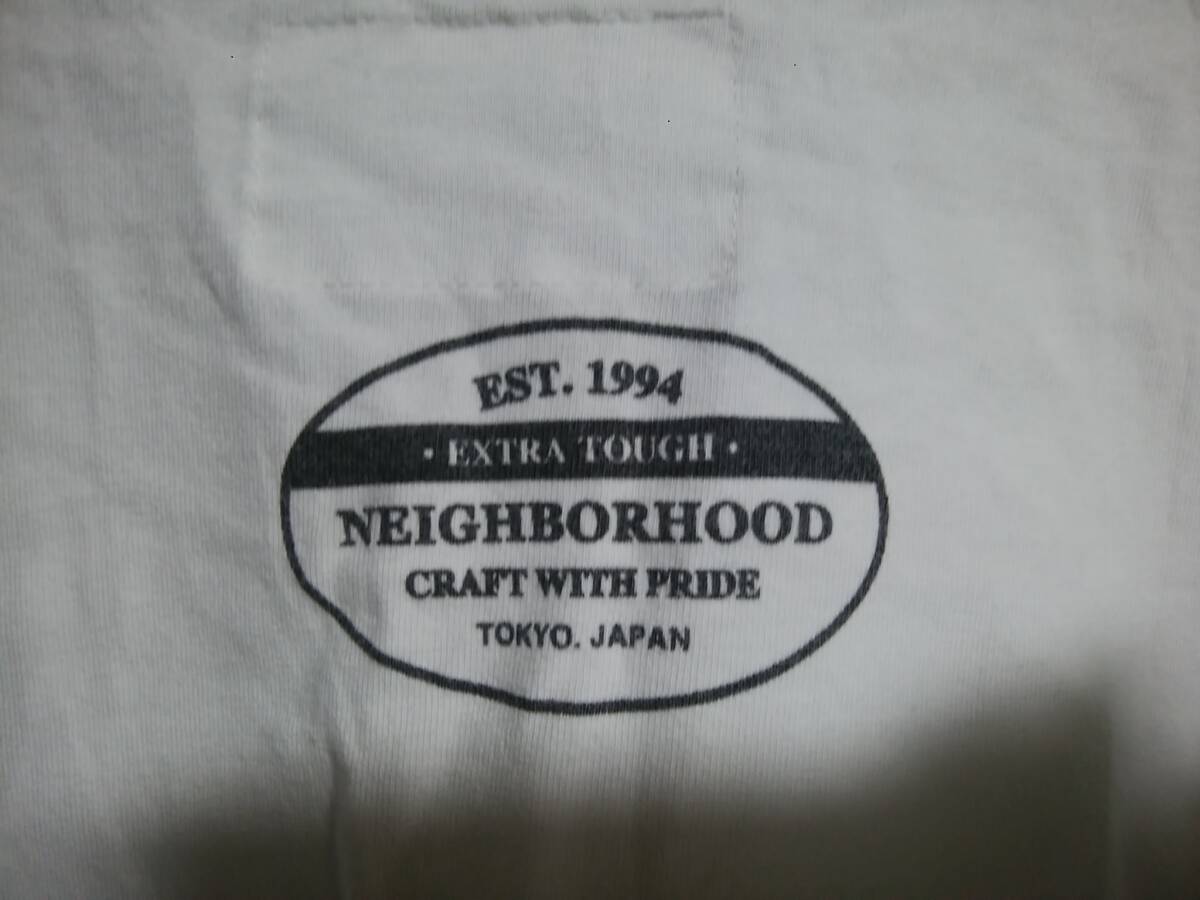 EST. 1994
· EXTRA TOUGH ·
NEIGHBORHOOD
CRAFT WITH PRIDE
TOKYO. JAPAN